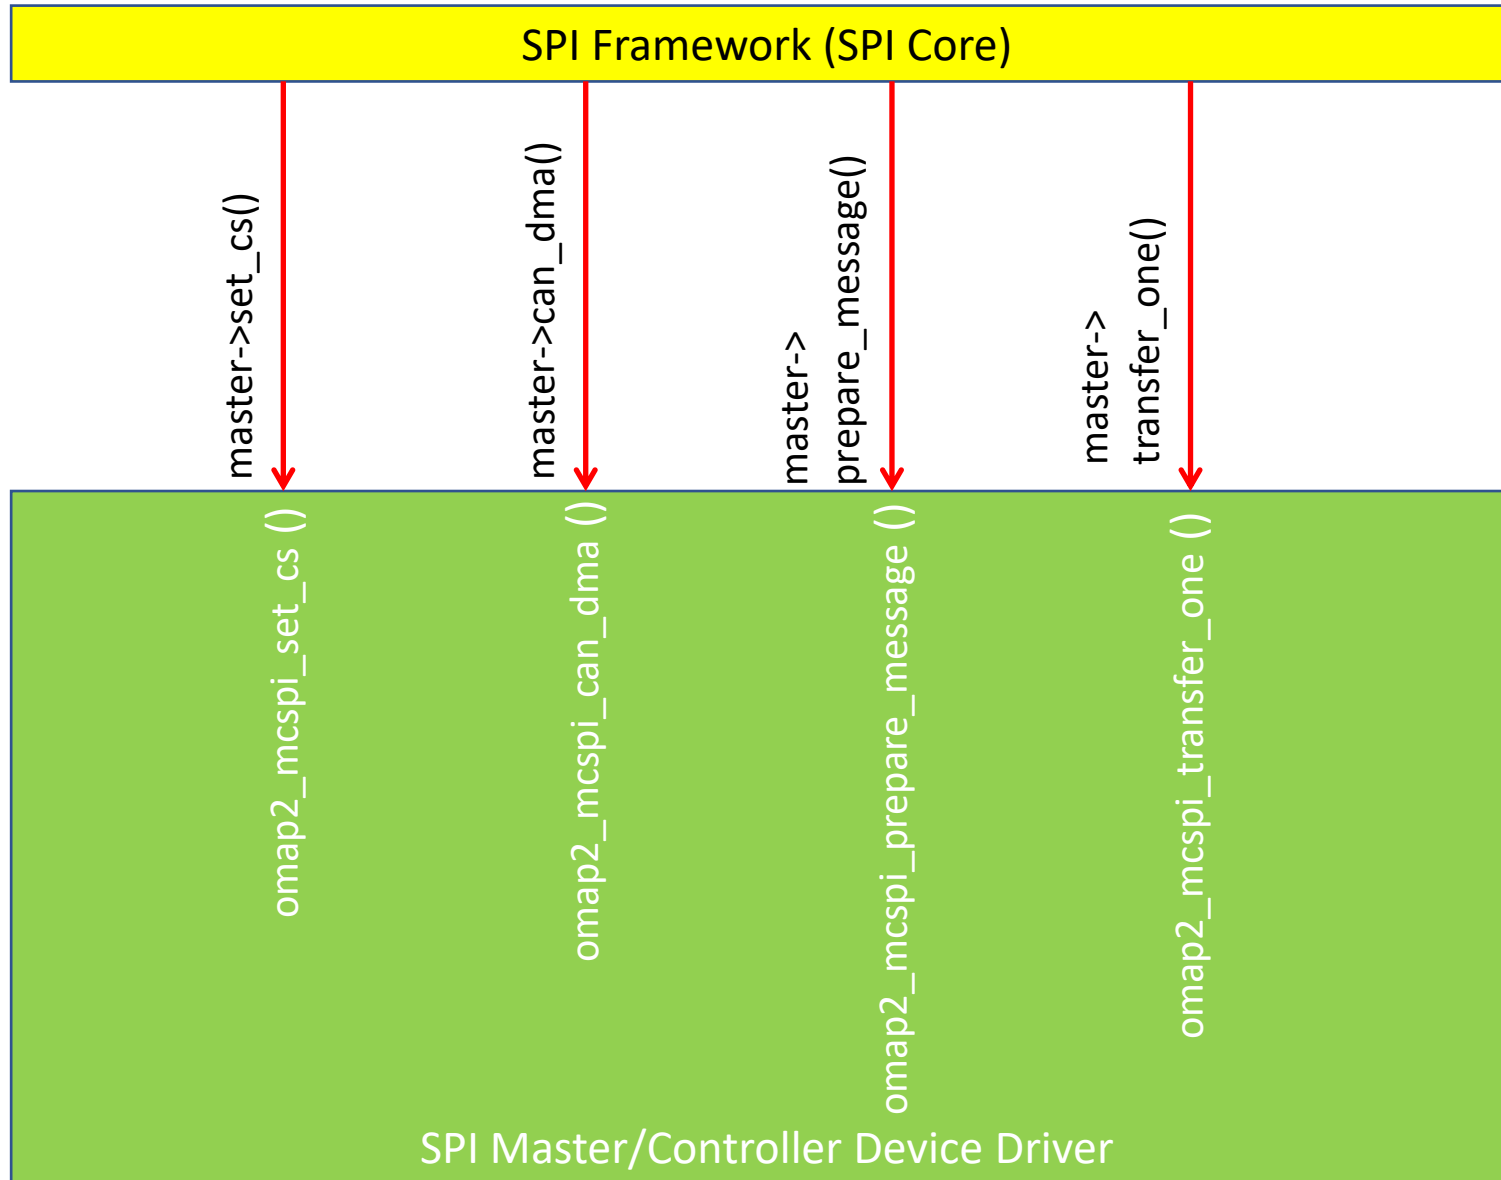 SPI Framework (SPI Core)
master->set_cs()
master->can_dma()
master->
prepare_message()
master->
transfer_one()
omap2_mcspi_set_cs ()
omap2_mcspi_can_dma ()
omap2_mcspi_prepare_message ()
omap2_mcspi_transfer_one ()
SPI Master/Controller Device Driver